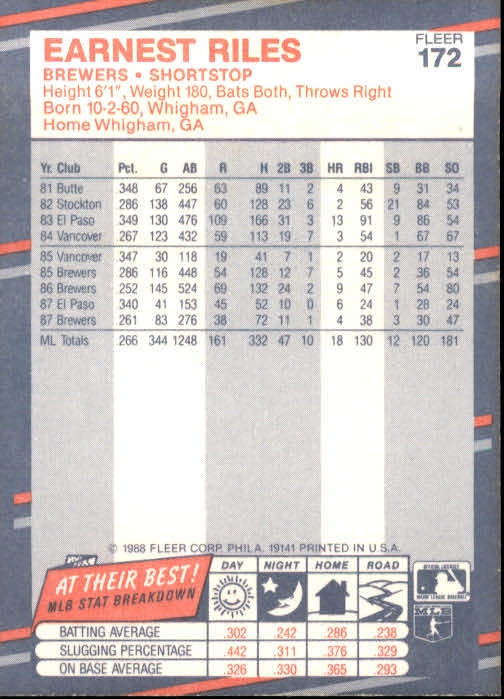 EARNEST RILES
FLEER
172
BREWERS • SHORTSTOP
Height 6'1", Weight 180, Bats Both, Throws Right
Born 10-2-60, Whigham, GA
Home Whigham, GA
Yr. Club Pct. G AB R H 2B 3B HR RBI SB BB SO
81 Butte .348 67 256 63 89 11 2 4 43 9 31 34
82 Stockton .286 138 447 60 128 23 6 2 56 21 84 53
83 El Paso .349 130 476 109 166 31 3 13 91 9 86 54
84 Vancover .267 123 432 59 113 19 7 3 54 1 67 67
85 Vancover .347 30 118 19 41 7 1 2 20 2 17 13
85 Brewers .286 116 448 54 128 12 7 5 45 2 36 54
86 Brewers .252 145 524 69 132 24 2 9 47 7 54 80
87 El Paso .340 41 153 45 52 10 0 6 24 1 28 24
87 Brewers .261 83 276 38 72 11 1 4 38 3 30 47
ML Totals .266 344 1248 161 332 47 10 18 130 12 120 181
© 1988 FLEER CORP. PHILA. 19141 PRINTED IN U.S.A.
AT THEIR BEST!
MLB STAT BREAKDOWN
DAY NIGHT HOME ROAD
BATTING AVERAGE .302 .242 .286 .238
SLUGGING PERCENTAGE .442 .311 .376 .329
ON BASE AVERAGE .326 .330 .365 .293
OFFICIAL LICENSEE
MAJOR LEAGUE BASEBALL